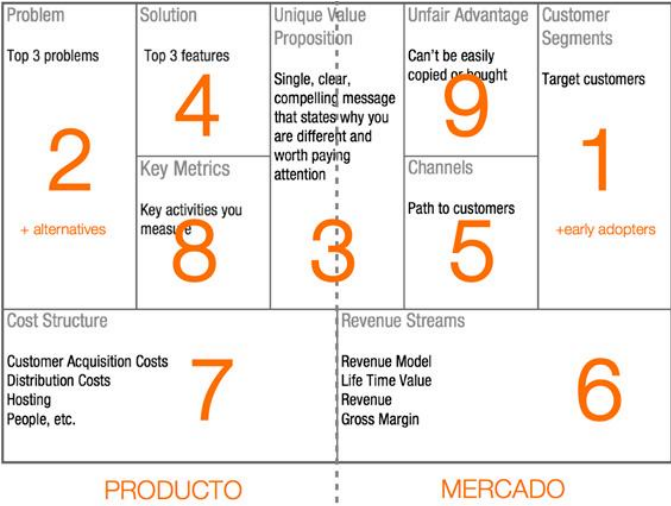 Problem
Top 3 problems
2
+ alternatives
Solution
Top 3 features
4
Key Metrics
Key activities you
measure
8
Unique Value
Proposition
Single, clear,
compelling message
that states why you
are different and
worth paying
attention
3
Unfair Advantage
Can't be easily
copied or bought
9
Channels
Path to customers
5
Customer
Segments
Target customers
1
+early adopters
Cost Structure
Customer Acquisition Costs
Distribution Costs
Hosting
People, etc.
7
Revenue Streams
Revenue Model
Life Time Value
Revenue
Gross Margin
6
PRODUCTO
MERCADO